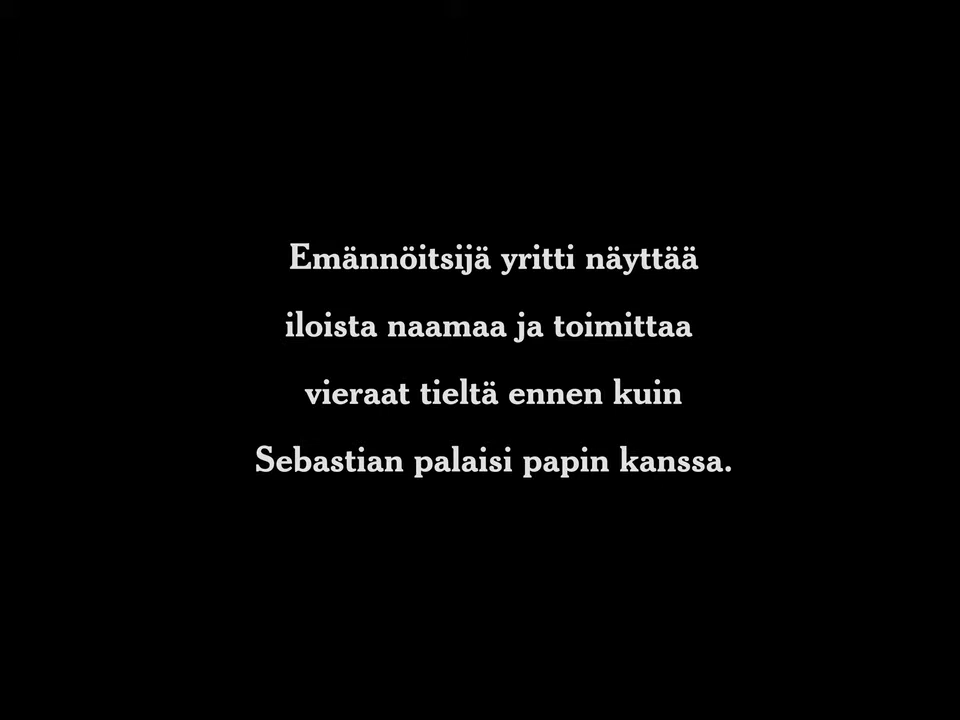 Emännöitsijä yritti näyttää
iloista naamaa ja toimittaa
vieraat tieltä ennen kuin
Sebastian palaisi papin kanssa.